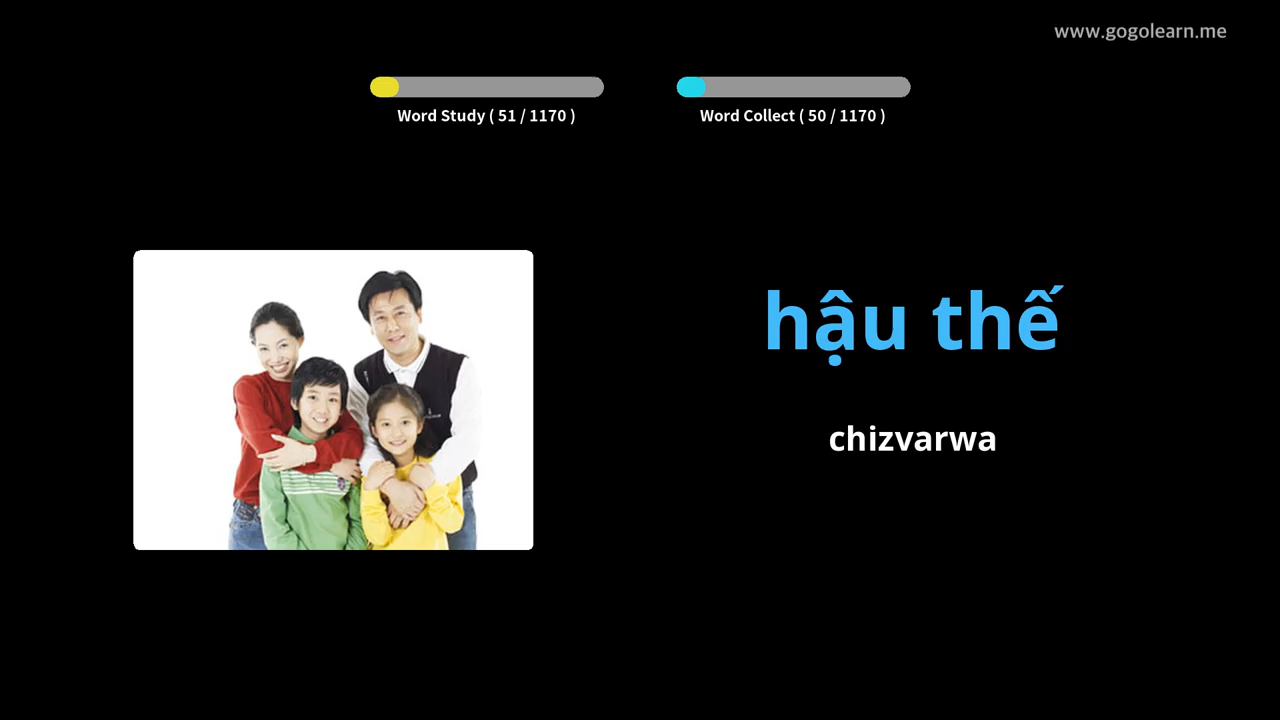 www.gogolearn.me
Word Study ( 51 / 1170 )
Word Collect ( 50 / 1170 )
hậu thế
chizvarwa